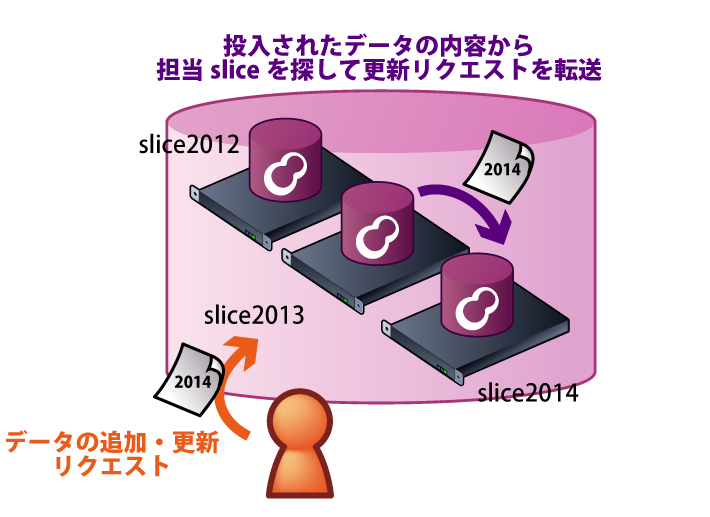 投入されたデータの内容から
担当 slice を探して更新リクエストを転送
slice2012
2014
slice2013
2014
slice2014
データの追加・更新
リクエスト